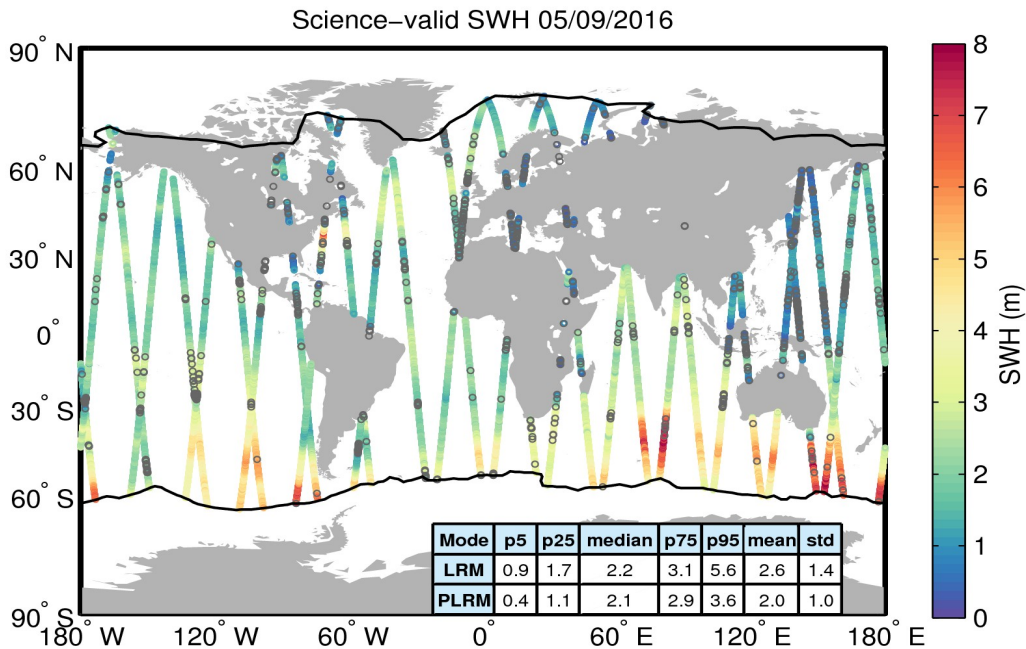 Science−valid SWH 05/09/2016
90° N
60° N
30° N
0°
30° S
60° S
90° S
180° W
120° W
60° W
0°
60° E
120° E
180° E
Mode p5 p25 median p75 p95 mean std
LRM 0.9 1.7 2.2 3.1 5.6 2.6 1.4
PLRM 0.4 1.1 2.1 2.9 3.6 2.0 1.0
8
7
6
5
4
3
2
1
0
SWH (m)